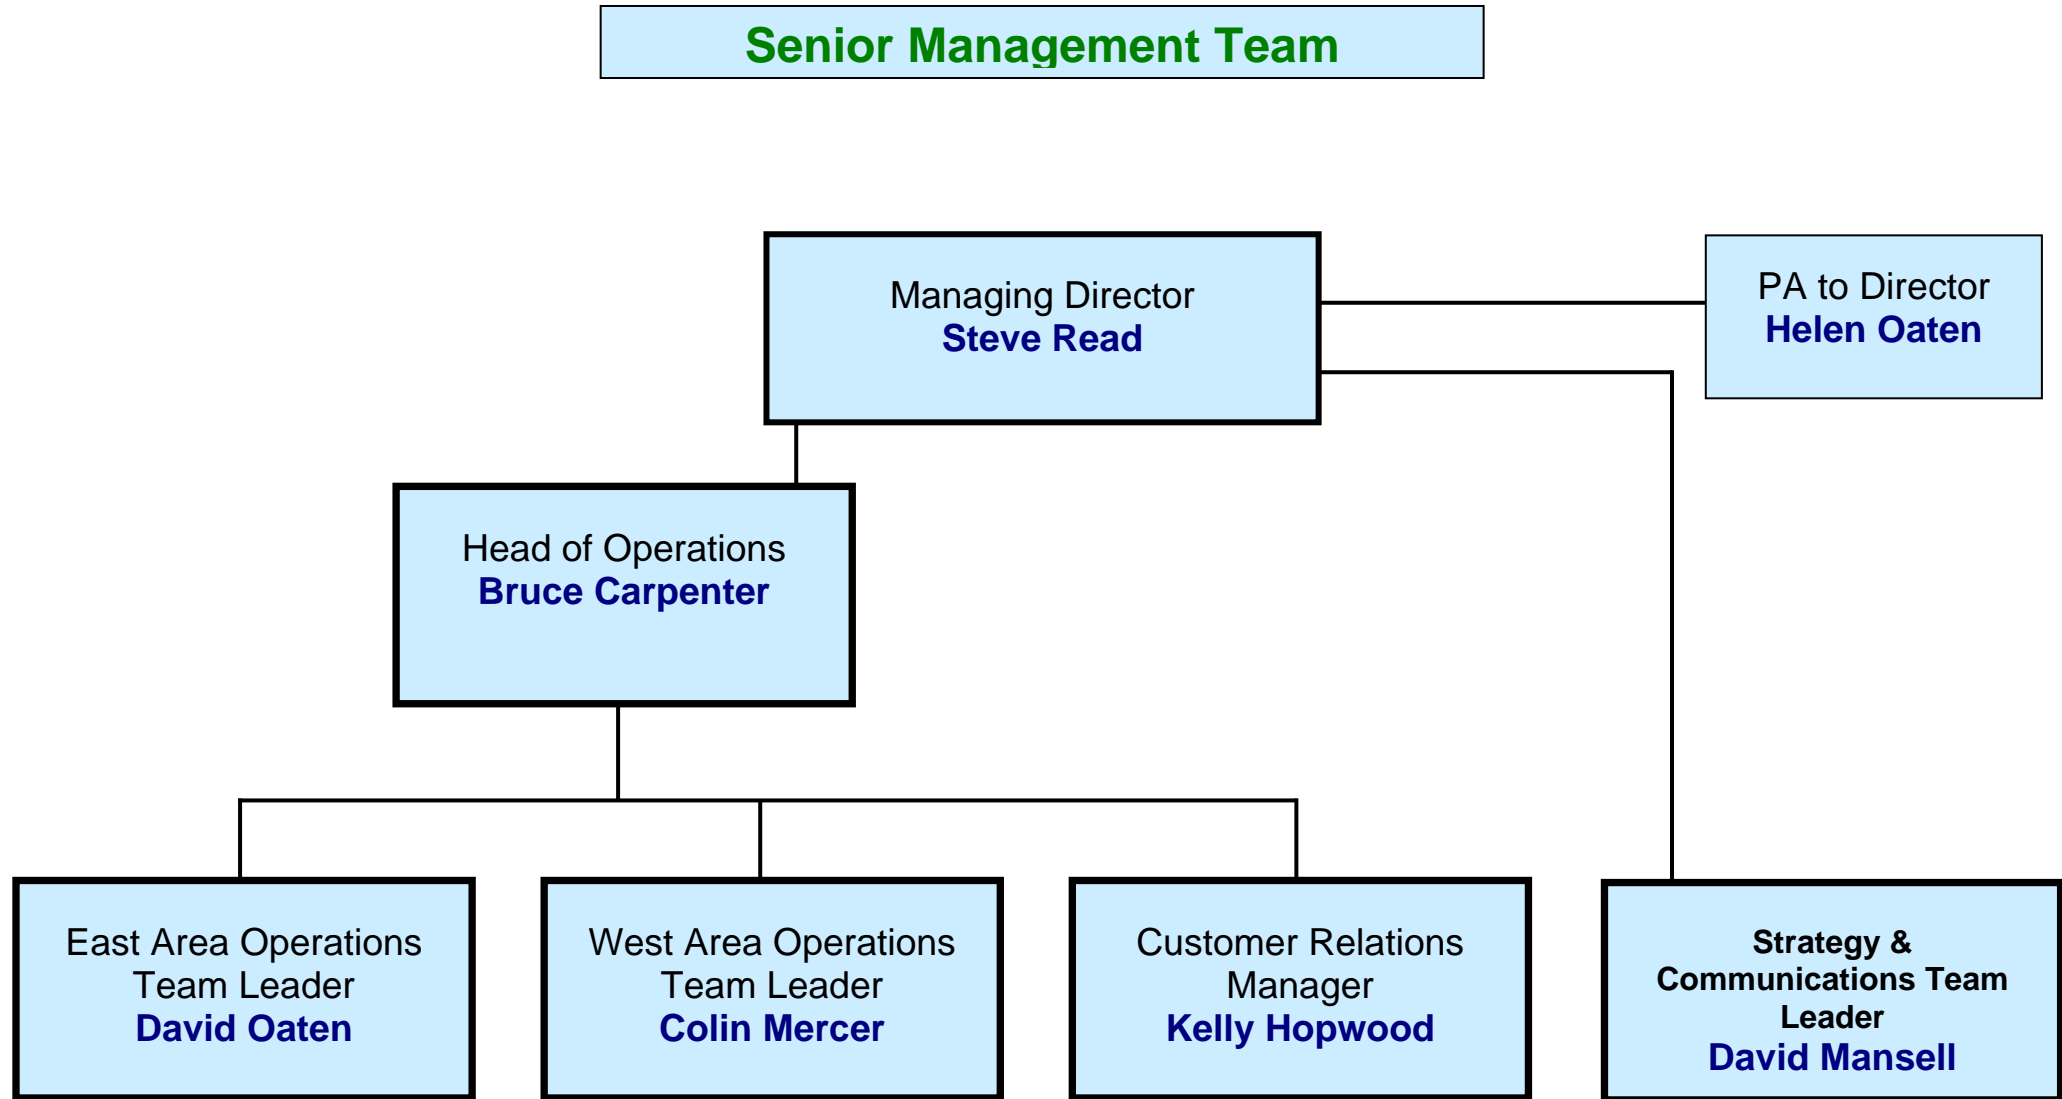 Senior Management Team
Managing Director
Steve Read
PA to Director
Helen Oaten
Head of Operations
Bruce Carpenter
East Area Operations
Team Leader
David Oaten
West Area Operations
Team Leader
Colin Mercer
Customer Relations
Manager
Kelly Hopwood
Strategy &
Communications Team
Leader
David Mansell